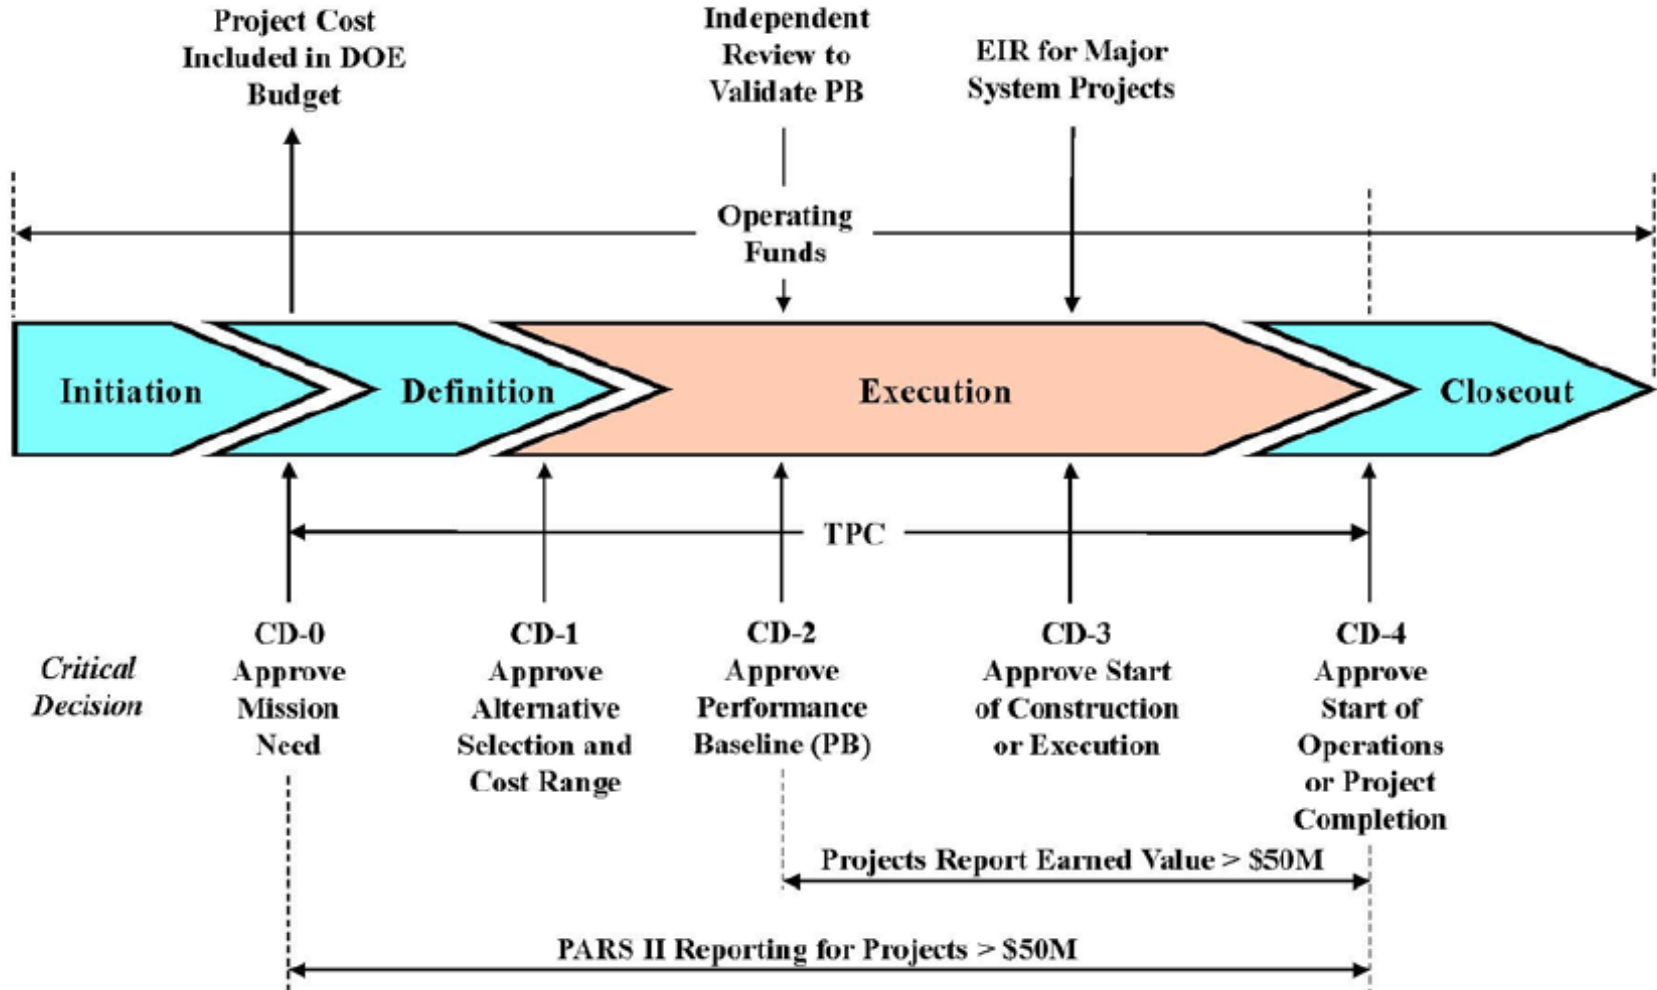 Project Cost
Included in DOE
Budget
Independent
Review to
Validate PB
EIR for Major
System Projects
Operating
Funds
Initiation
Definition
Execution
Closeout
TPC
Critical
Decision
CD-0
Approve
Mission
Need
CD-1
Approve
Alternative
Selection and
Cost Range
CD-2
Approve
Performance
Baseline (PB)
CD-3
Approve Start
of Construction
or Execution
CD-4
Approve
Start of
Operations
or Project
Completion
Projects Report Earned Value > $50M
PARS II Reporting for Projects > $50M